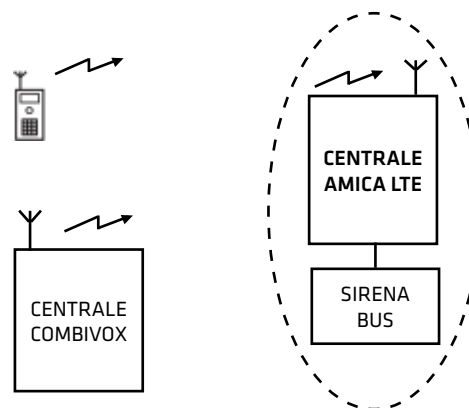 CENTRALE
AMICA LTE
SIRENA
BUS
CENTRALE
COMBIVOX